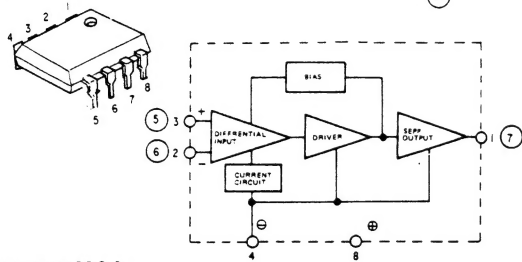 1
2
3
4
5
6
7
8
BIAS
5 3 +
DIFFERENTIAL INPUT
DRIVER
SEPP OUTPUT
1 7
6 2 −
CURRENT CIRCUIT
⊖ ⊕
4 8